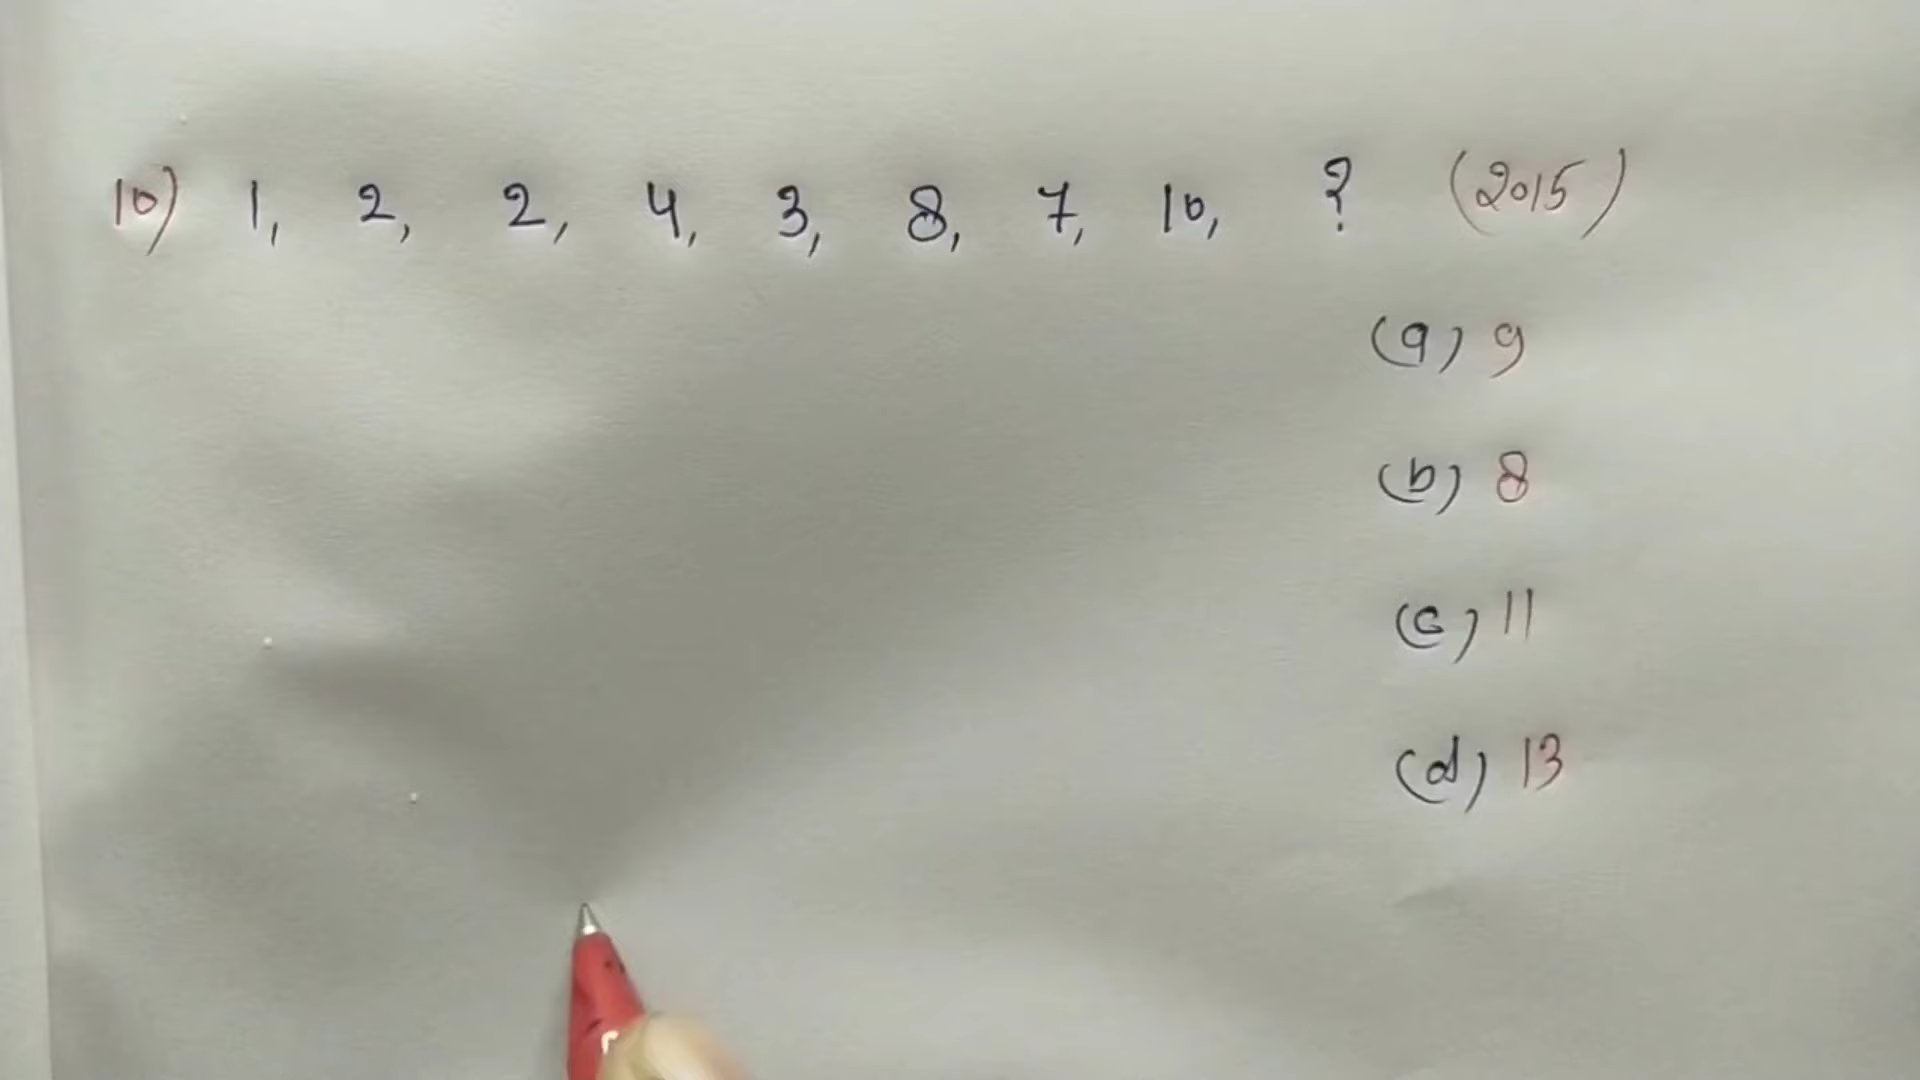 10) 1, 2, 2, 4, 3, 8, 7, 10, ? (2015)
(a) 9
(b) 8
(c) 11
(d) 13